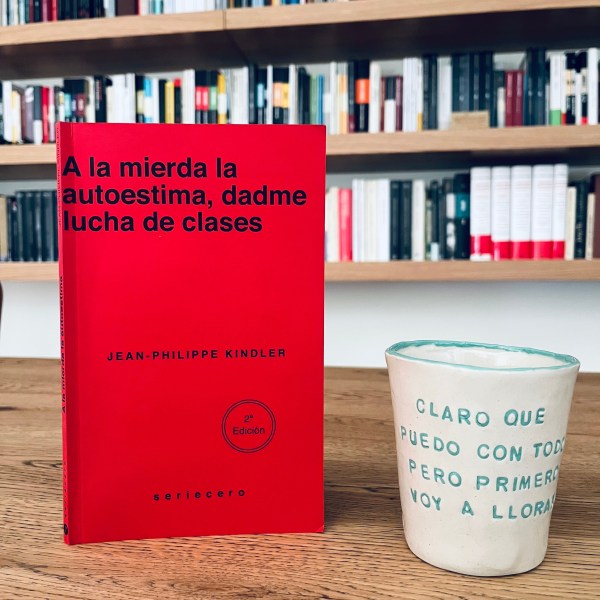 A la mierda la
autoestima, dadme
lucha de clases
JEAN-PHILIPPE KINDLER
2ª
Edición
seriecero
CLARO QUE
PUEDO CON TODO
PERO PRIMERO
VOY A LLORAR